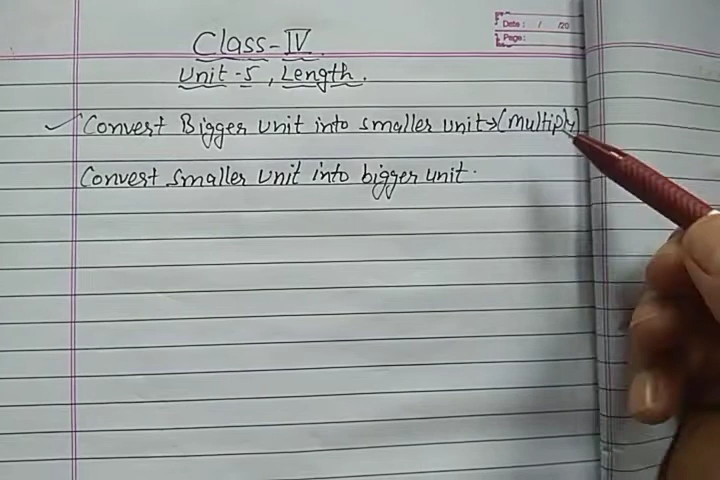 Date: / /20
Page:
Class-IV.
Unit-5, Length.
✓ Convert Bigger unit into smaller unit→(multiply)
Convert smaller unit into bigger unit.